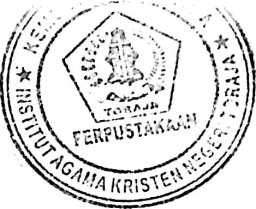 TORAJA
PERPUSTAKAAN
INSTITUT AGAMA KRISTEN NEGERI TORAJA